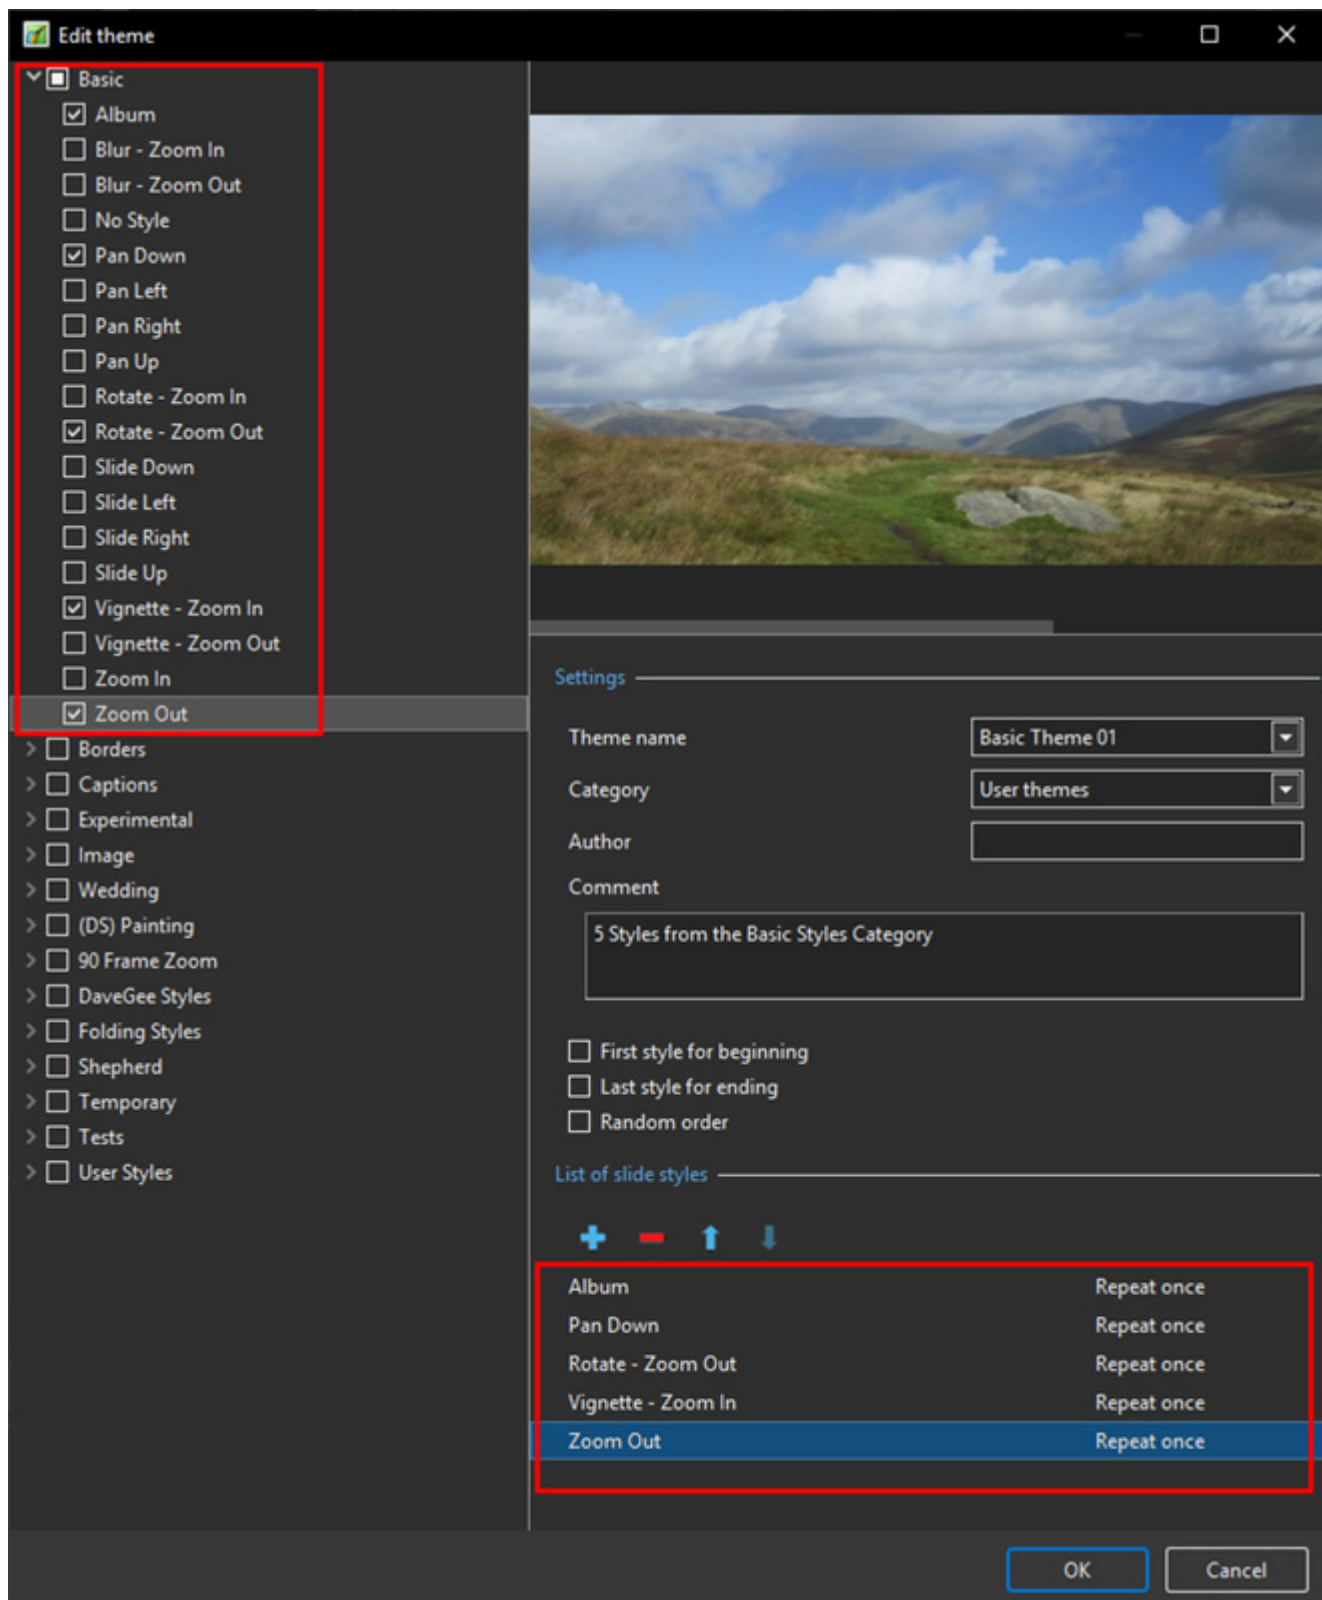 Edit theme
Basic
Album
Blur - Zoom In
Blur - Zoom Out
No Style
Pan Down
Pan Left
Pan Right
Pan Up
Rotate - Zoom In
Rotate - Zoom Out
Slide Down
Slide Left
Slide Right
Slide Up
Vignette - Zoom In
Vignette - Zoom Out
Zoom In
Zoom Out
Borders
Captions
Experimental
Image
Wedding
(DS) Painting
90 Frame Zoom
DaveGee Styles
Folding Styles
Shepherd
Temporary
Tests
User Styles
Settings
Theme name Basic Theme 01
Category User themes
Author
Comment
5 Styles from the Basic Styles Category
First style for beginning
Last style for ending
Random order
List of slide styles
Album Repeat once
Pan Down Repeat once
Rotate - Zoom Out Repeat once
Vignette - Zoom In Repeat once
Zoom Out Repeat once
OK Cancel